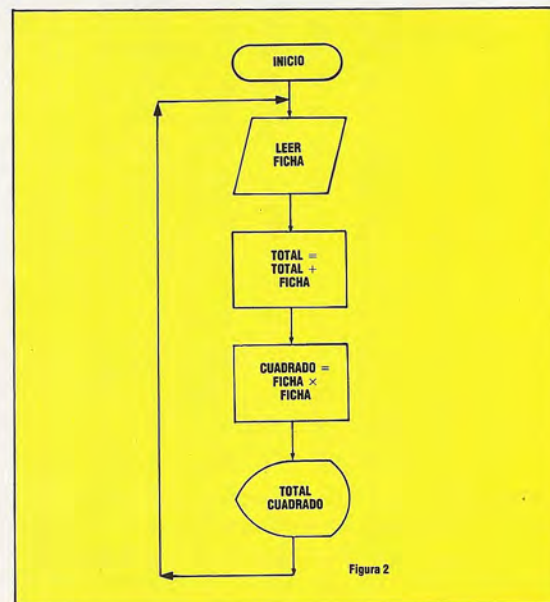 INICIO
LEER
FICHA
TOTAL =
TOTAL +
FICHA
CUADRADO =
FICHA ×
FICHA
TOTAL
CUADRADO
Figura 2